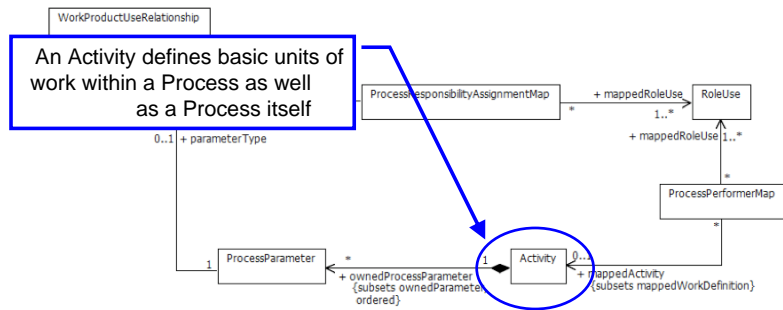 WorkProductUseRelationship
An Activity defines basic units of
work within a Process as well
as a Process itself
ProcessResponsibilityAssignmentMap
+ mappedRoleUse
RoleUse
*
1..*
0..1
+ parameterType
+ mappedRoleUse
1..*
*
ProcessPerformerMap
*
ProcessParameter
*
1
Activity
0..1
1
+ ownedProcessParameter
{subsets ownedParameter,
ordered}
+ mappedActivity
{subsets mappedWorkDefinition}